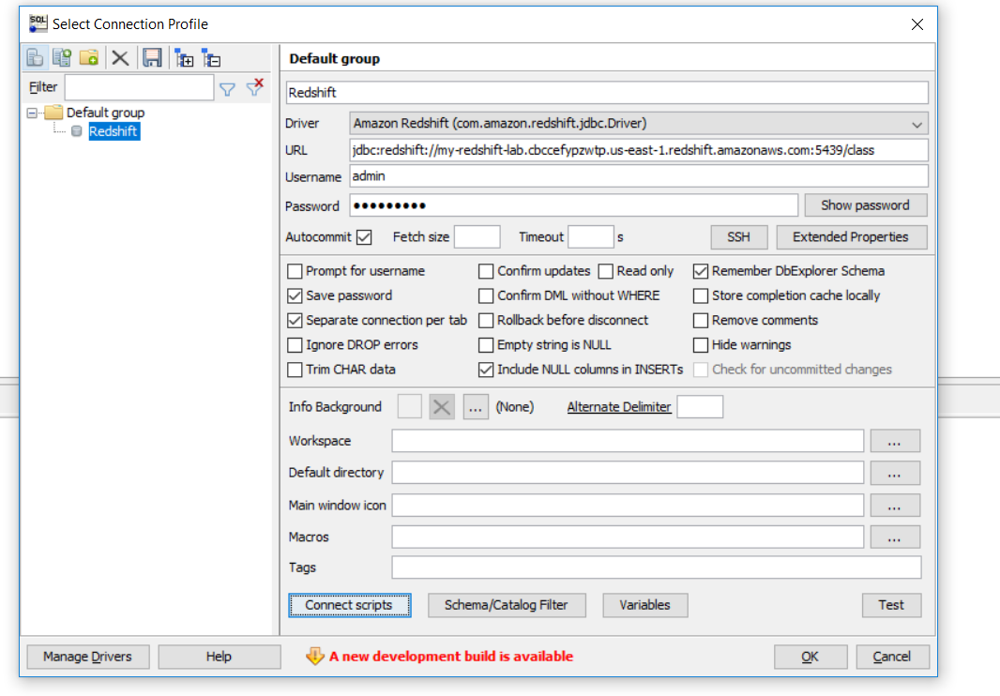 SQL Select Connection Profile
Default group
Filter
Default group
Redshift
Redshift
Driver Amazon Redshift (com.amazon.redshift.jdbc.Driver)
URL jdbc:redshift://my-redshift-lab.cbccefypzwtp.us-east-1.redshift.amazonaws.com:5439/class
Username admin
Password ●●●●●●●●● Show password
Autocommit Fetch size Timeout s SSH Extended Properties
Prompt for username Confirm updates Read only Remember DbExplorer Schema
Save password Confirm DML without WHERE Store completion cache locally
Separate connection per tab Rollback before disconnect Remove comments
Ignore DROP errors Empty string is NULL Hide warnings
Trim CHAR data Include NULL columns in INSERTs Check for uncommitted changes
Info Background ... (None) Alternate Delimiter
Workspace ...
Default directory ...
Main window icon ...
Macros ...
Tags
Connect scripts Schema/Catalog Filter Variables Test
Manage Drivers Help A new development build is available OK Cancel